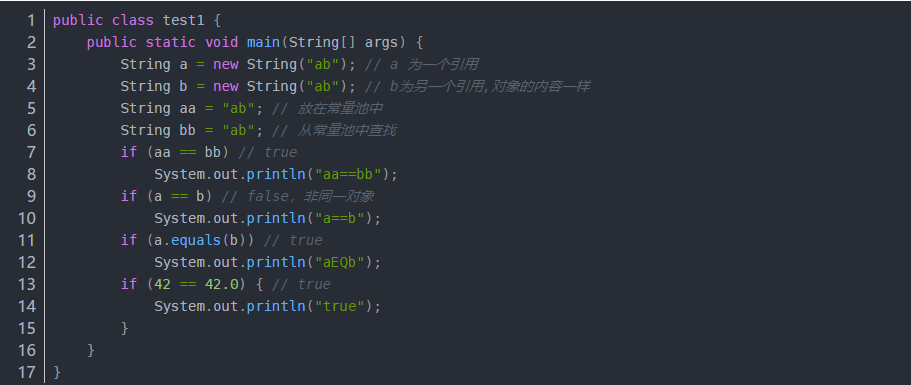 1 public class test1 {
2     public static void main(String[] args) {
3         String a = new String("ab"); // a 为一个引用
4         String b = new String("ab"); // b为另一个引用,对象的内容一样
5         String aa = "ab"; // 放在常量池中
6         String bb = "ab"; // 从常量池中查找
7         if (aa == bb) // true
8             System.out.println("aa==bb");
9         if (a == b) // false，非同一对象
10             System.out.println("a==b");
11         if (a.equals(b)) // true
12             System.out.println("aEQb");
13         if (42 == 42.0) { // true
14             System.out.println("true");
15         }
16     }
17 }